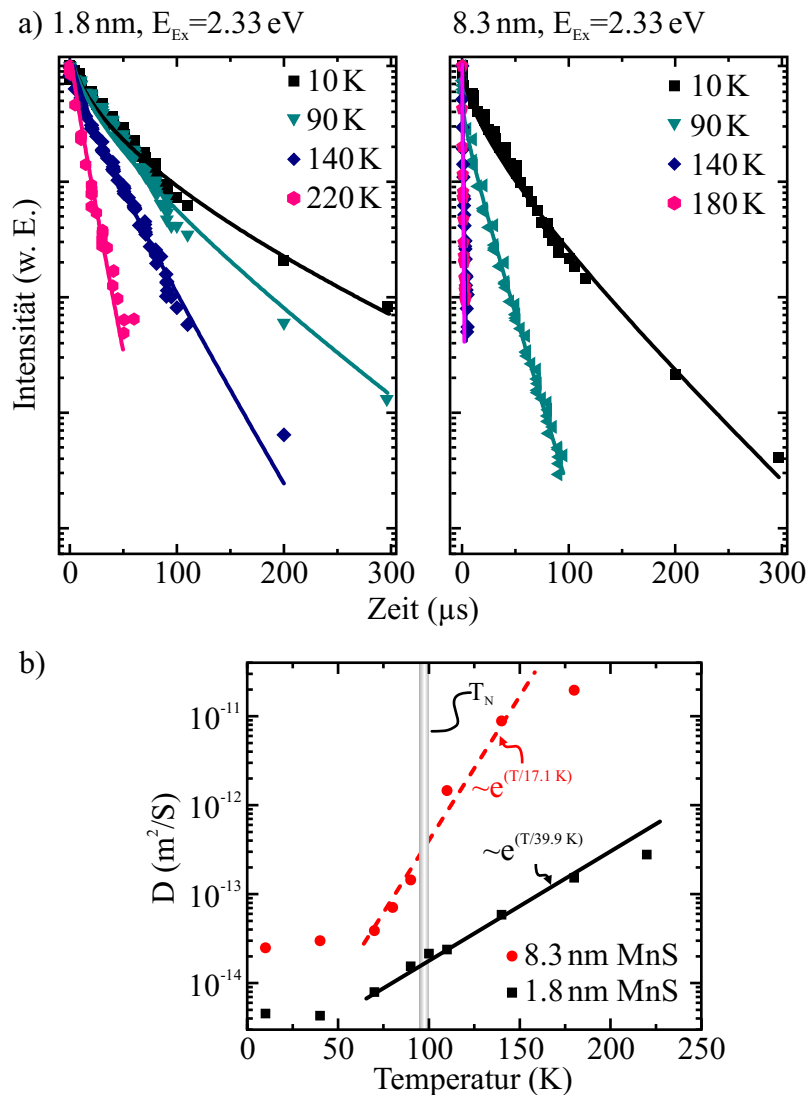 a) 1.8 nm, E_Ex=2.33 eV
8.3 nm, E_Ex=2.33 eV
10 K
90 K
140 K
220 K
10 K
90 K
140 K
180 K
Intensität (w. E.)
0 100 200 300
0 100 200 300
Zeit (µs)
b)
T_N
10^-11
~e^(T/17.1 K)
10^-12
~e^(T/39.9 K)
10^-13
10^-14
D (m²/S)
8.3 nm MnS
1.8 nm MnS
0 50 100 150 200 250
Temperatur (K)